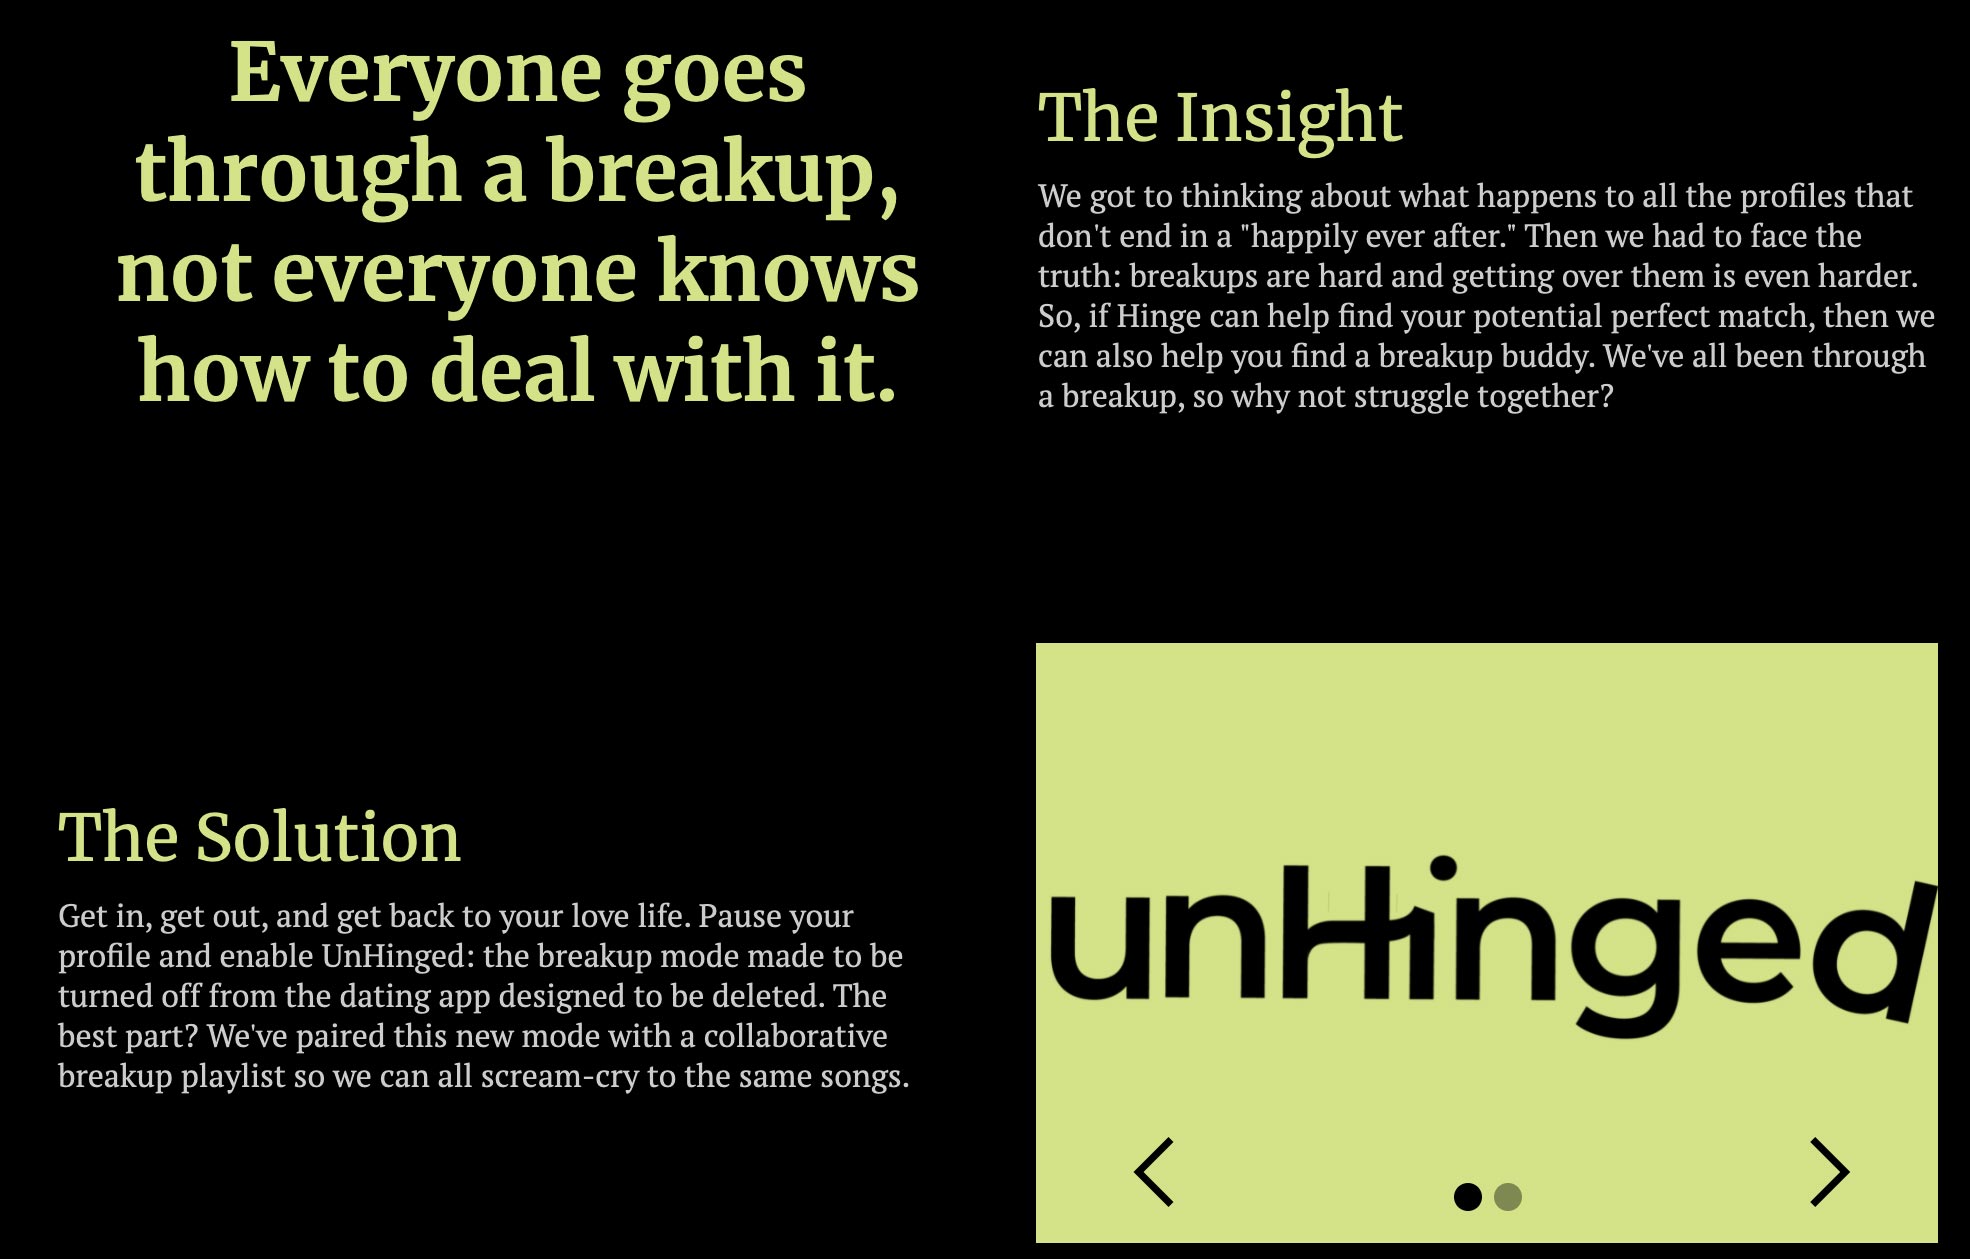 Everyone goes
through a breakup,
not everyone knows
how to deal with it.
The Insight
We got to thinking about what happens to all the profiles that
don't end in a "happily ever after." Then we had to face the
truth: breakups are hard and getting over them is even harder.
So, if Hinge can help find your potential perfect match, then we
can also help you find a breakup buddy. We've all been through
a breakup, so why not struggle together?
The Solution
Get in, get out, and get back to your love life. Pause your
profile and enable UnHinged: the breakup mode made to be
turned off from the dating app designed to be deleted. The
best part? We've paired this new mode with a collaborative
breakup playlist so we can all scream-cry to the same songs.
unHinged